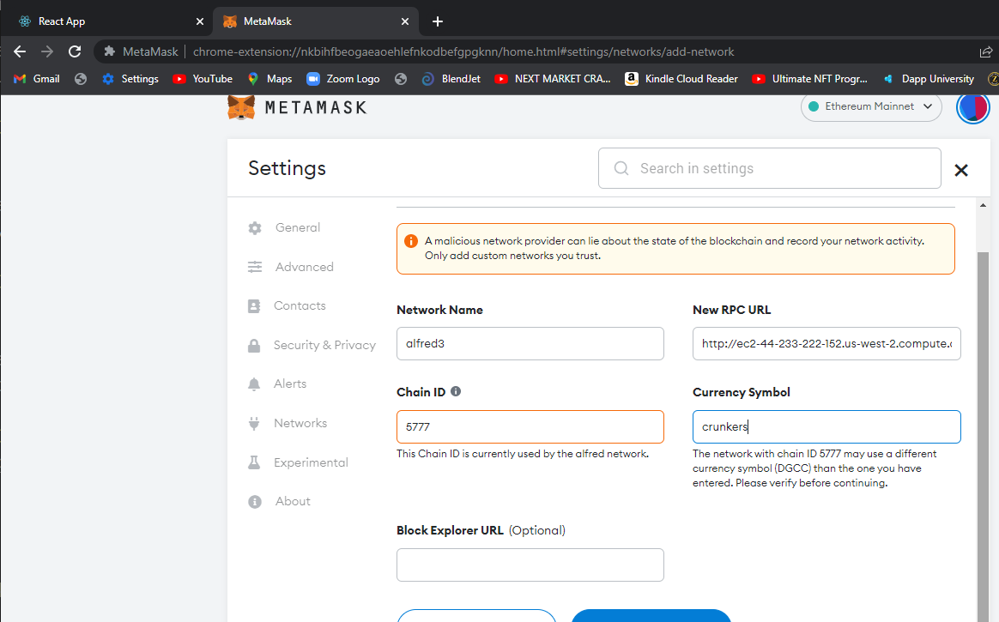 React App
MetaMask
MetaMask chrome-extension://nkbihfbeogaeaoehlefnkodbefgpgknn/home.html#settings/networks/add-network
Gmail Settings YouTube Maps Zoom Logo BlendJet NEXT MARKET CRA... Kindle Cloud Reader Ultimate NFT Progr... Dapp University
METAMASK
Ethereum Mainnet
Settings
Search in settings
General
Advanced
Contacts
Security & Privacy
Alerts
Networks
Experimental
About
A malicious network provider can lie about the state of the blockchain and record your network activity.
Only add custom networks you trust.
Network Name
alfred3
New RPC URL
http://ec2-44-233-222-152.us-west-2.compute.
Chain ID
5777
This Chain ID is currently used by the alfred network.
Currency Symbol
crunkers
The network with chain ID 5777 may use a different
currency symbol (DGCC) than the one you have
entered. Please verify before continuing.
Block Explorer URL (Optional)